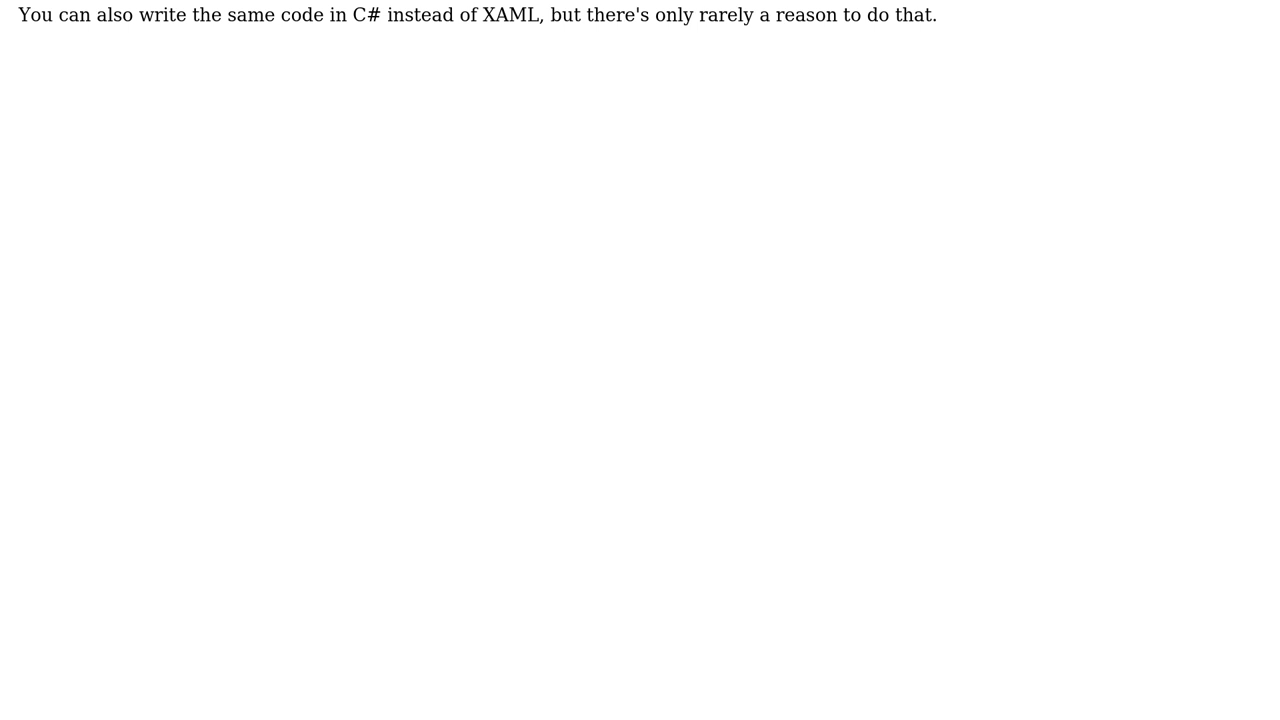 You can also write the same code in C# instead of XAML, but there's only rarely a reason to do that.